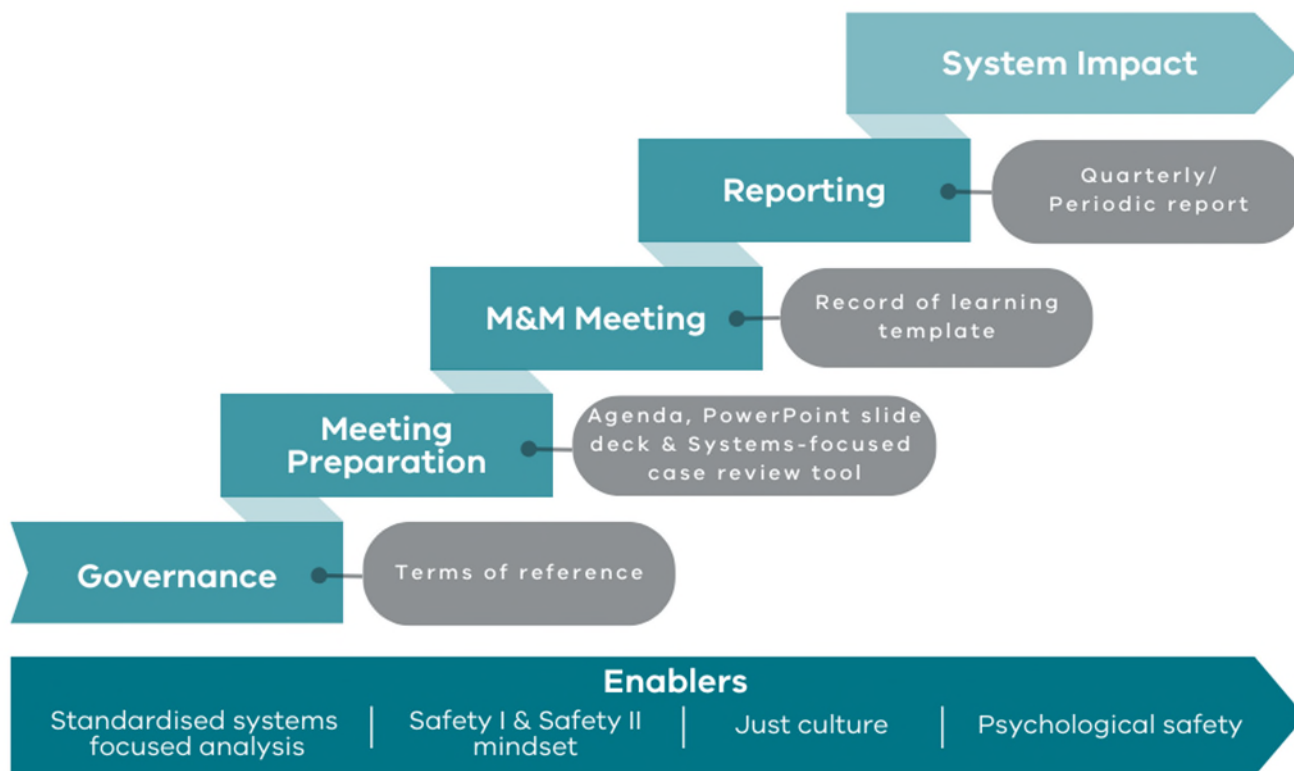 System Impact
Reporting
Quarterly/
Periodic report
M&M Meeting
Record of learning
template
Meeting
Preparation
Agenda, PowerPoint slide
deck & Systems-focused
case review tool
Governance
Terms of reference
Enablers
Standardised systems
focused analysis
Safety I & Safety II
mindset
Just culture
Psychological safety